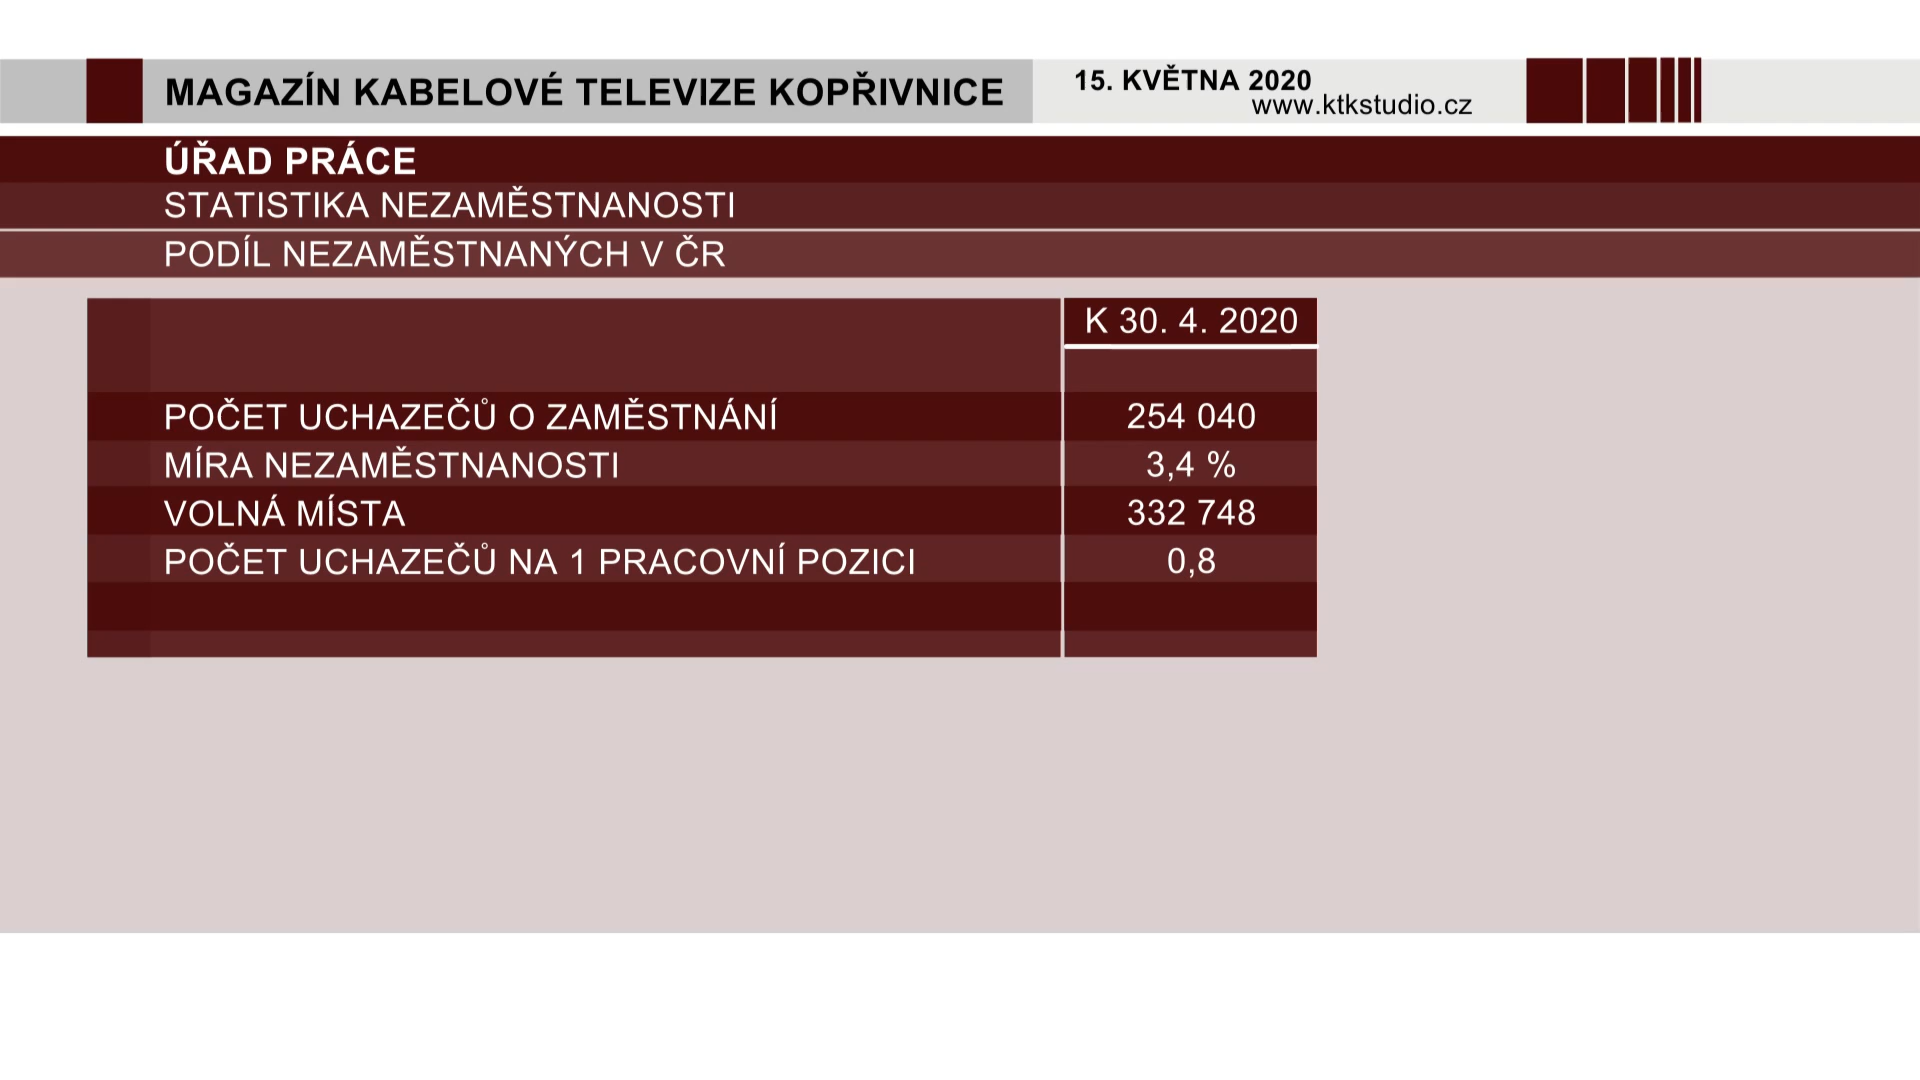 MAGAZÍN KABELOVÉ TELEVIZE KOPŘIVNICE
15. KVĚTNA 2020
www.ktkstudio.cz
ÚŘAD PRÁCE
STATISTIKA NEZAMĚSTNANOSTI
PODÍL NEZAMĚSTNANÝCH V ČR
K 30. 4. 2020
POČET UCHAZEČŮ O ZAMĚSTNÁNÍ 254 040
MÍRA NEZAMĚSTNANOSTI 3,4 %
VOLNÁ MÍSTA 332 748
POČET UCHAZEČŮ NA 1 PRACOVNÍ POZICI 0,8